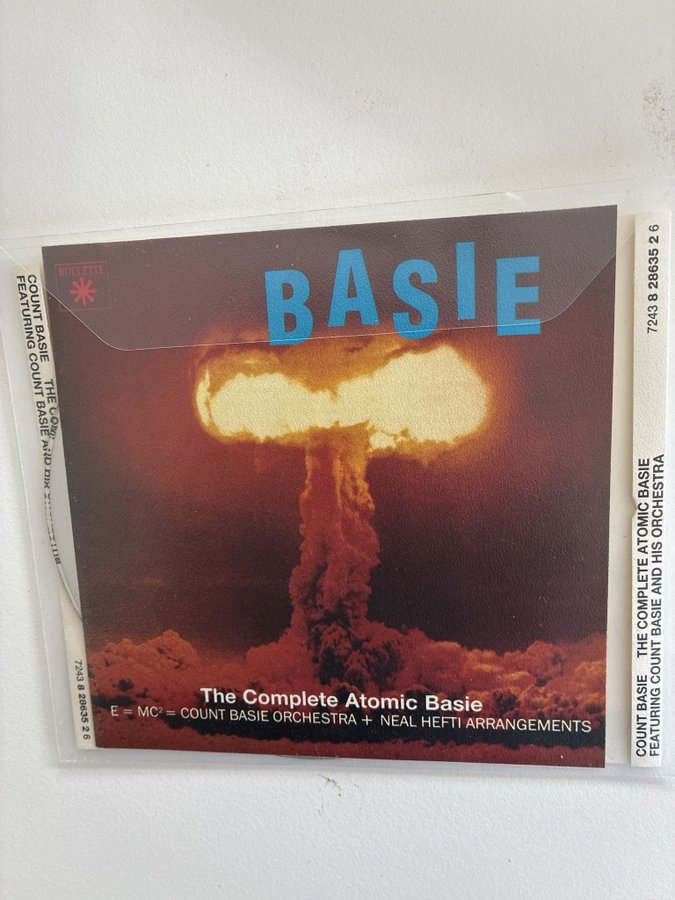 ROULETTE
BASIE
The Complete Atomic Basie
E = MC² = COUNT BASIE ORCHESTRA + NEAL HEFTI ARRANGEMENTS
COUNT BASIE THE
FEATURING COUNT BASIE AND
7243 8 28635 2 6
COUNT BASIE THE COMPLETE ATOMIC BASIE 7243 8 28635 2 6
FEATURING COUNT BASIE AND HIS ORCHESTRA